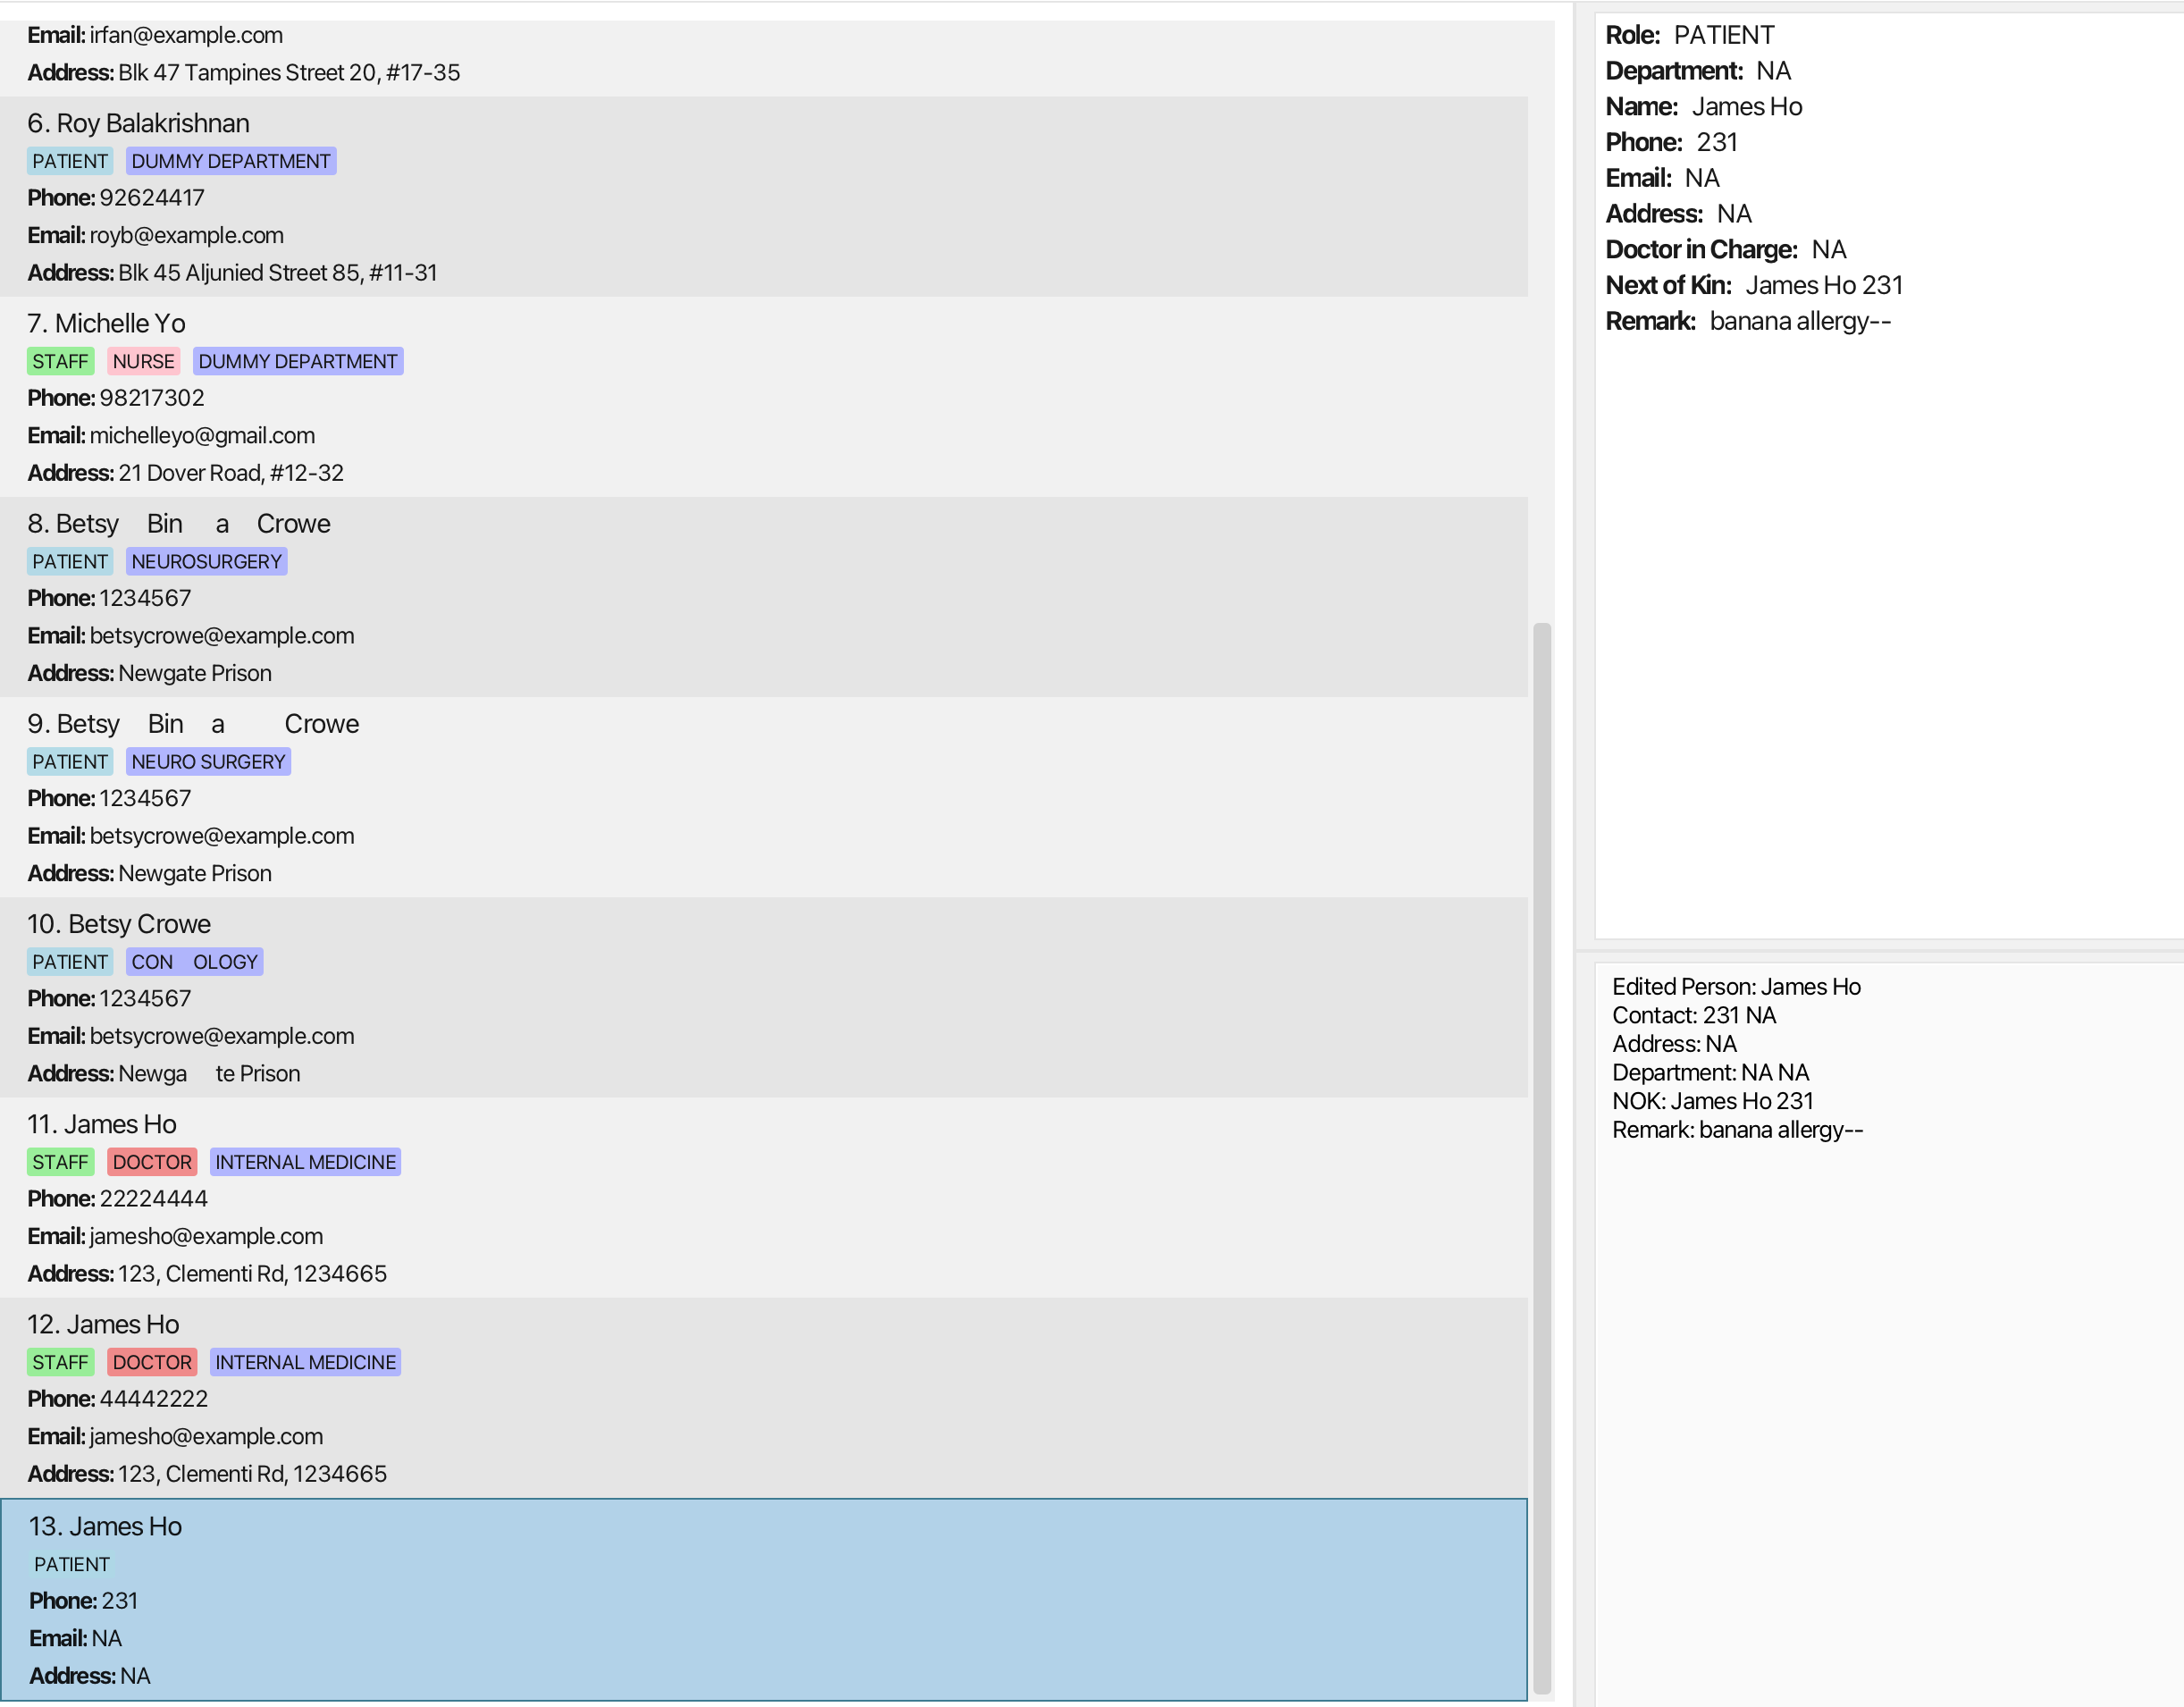 Email: irfan@example.com
Address: Blk 47 Tampines Street 20, #17-35
6. Roy Balakrishnan
PATIENT DUMMY DEPARTMENT
Phone: 92624417
Email: royb@example.com
Address: Blk 45 Aljunied Street 85, #11-31
7. Michelle Yo
STAFF NURSE DUMMY DEPARTMENT
Phone: 98217302
Email: michelleyo@gmail.com
Address: 21 Dover Road, #12-32
8. Betsy    Bin    a    Crowe
PATIENT NEUROSURGERY
Phone: 1234567
Email: betsycrowe@example.com
Address: Newgate Prison
9. Betsy    Bin    a        Crowe
PATIENT NEURO SURGERY
Phone: 1234567
Email: betsycrowe@example.com
Address: Newgate Prison
10. Betsy Crowe
PATIENT CON    OLOGY
Phone: 1234567
Email: betsycrowe@example.com
Address: Newga    te Prison
11. James Ho
STAFF DOCTOR INTERNAL MEDICINE
Phone: 22224444
Email: jamesho@example.com
Address: 123, Clementi Rd, 1234665
12. James Ho
STAFF DOCTOR INTERNAL MEDICINE
Phone: 44442222
Email: jamesho@example.com
Address: 123, Clementi Rd, 1234665
13. James Ho
PATIENT
Phone: 231
Email: NA
Address: NA
Role: PATIENT
Department: NA
Name: James Ho
Phone: 231
Email: NA
Address: NA
Doctor in Charge: NA
Next of Kin: James Ho 231
Remark: banana allergy--
Edited Person: James Ho
Contact: 231 NA
Address: NA
Department: NA NA
NOK: James Ho 231
Remark: banana allergy--